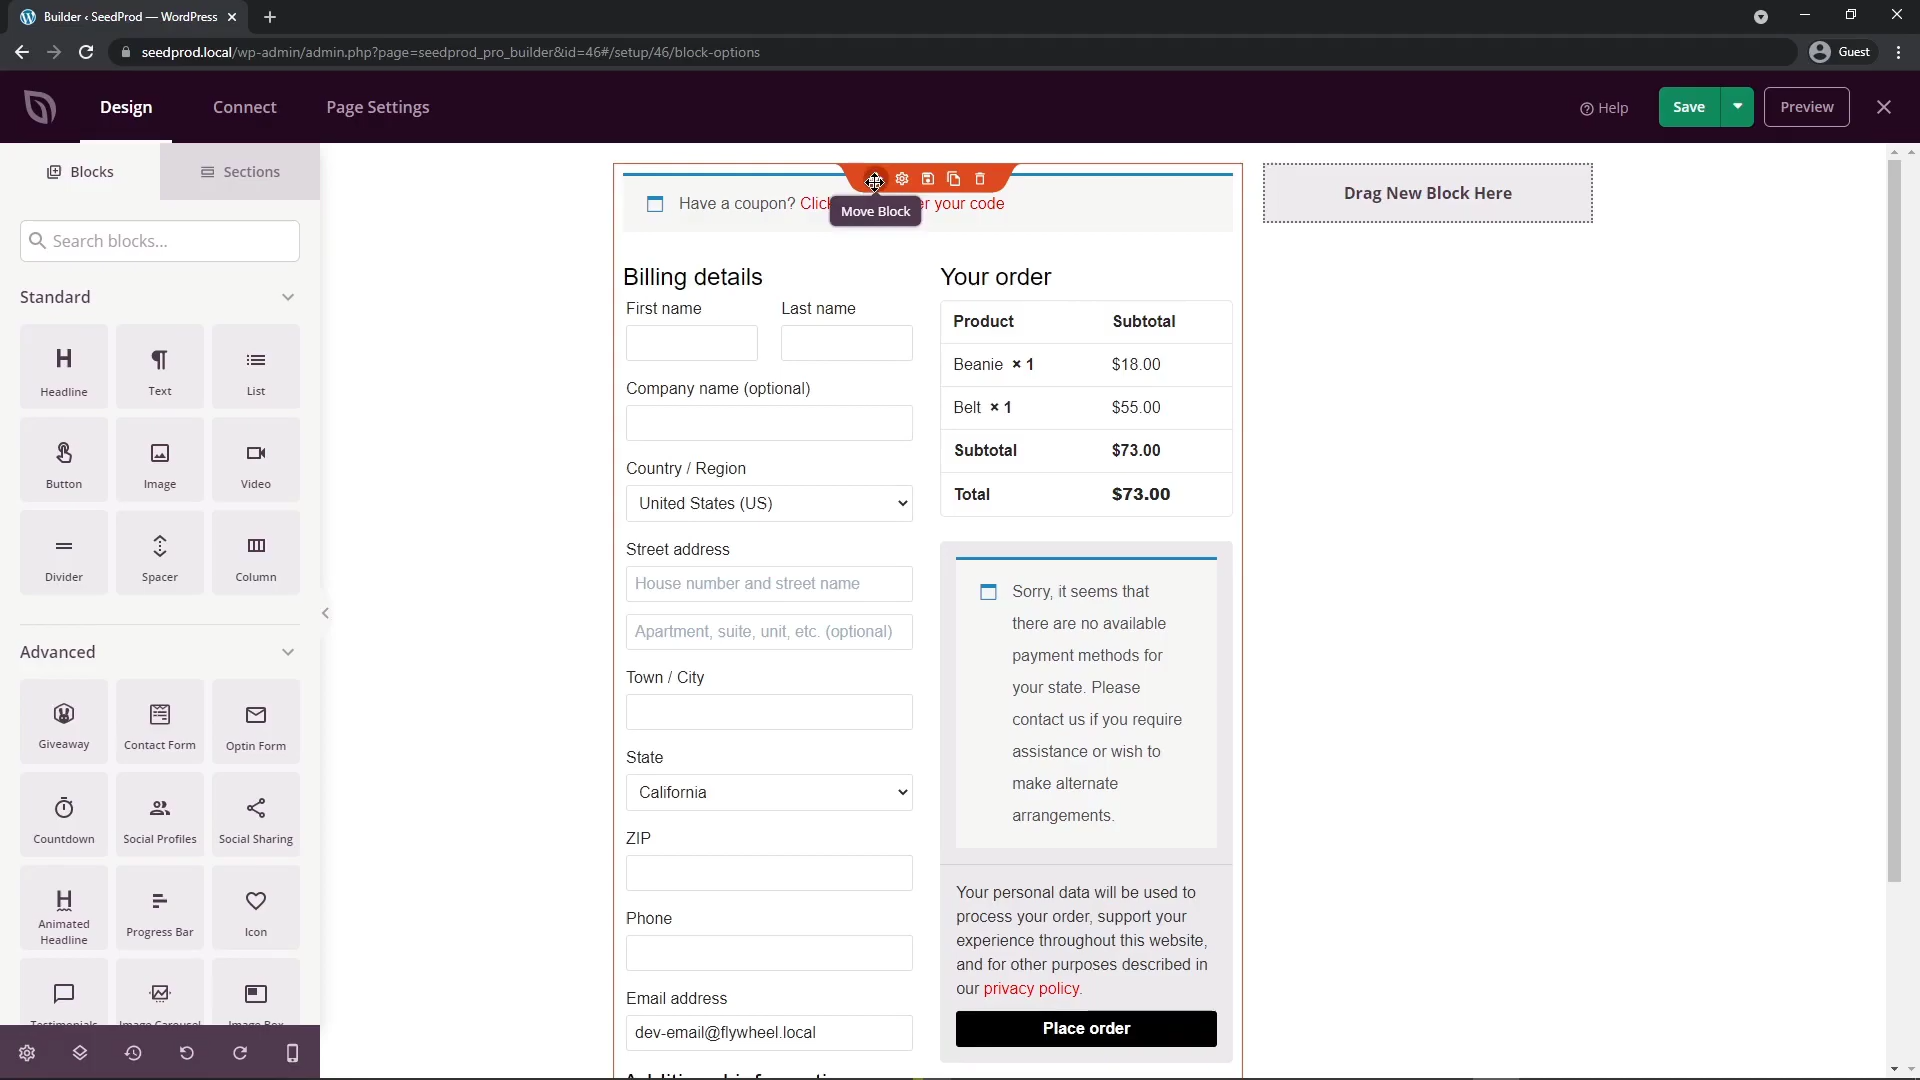 Builder ‹ SeedProd — WordPress
seedprod.local/wp-admin/admin.php?page=seedprod_pro_builder&id=46#/setup/46/block-options
Guest
Design
Connect
Page Settings
Help
Save
Preview
Blocks
Sections
Search blocks...
Standard
Headline
Text
List
Button
Image
Video
Divider
Spacer
Column
Advanced
Giveaway
Contact Form
Optin Form
Countdown
Social Profiles
Social Sharing
Animated
Headline
Progress Bar
Icon
Testimonials
Image Carousel
Image Box
Have a coupon? Click er your code
Move Block
Drag New Block Here
Billing details
First name
Last name
Company name (optional)
Country / Region
United States (US)
Street address
House number and street name
Apartment, suite, unit, etc. (optional)
Town / City
State
California
ZIP
Phone
Email address
dev-email@flywheel.local
Your order
Product Subtotal
Beanie × 1 $18.00
Belt × 1 $55.00
Subtotal $73.00
Total $73.00
Sorry, it seems that
there are no available
payment methods for
your state. Please
contact us if you require
assistance or wish to
make alternate
arrangements.
Your personal data will be used to
process your order, support your
experience throughout this website,
and for other purposes described in
our privacy policy.
Place order